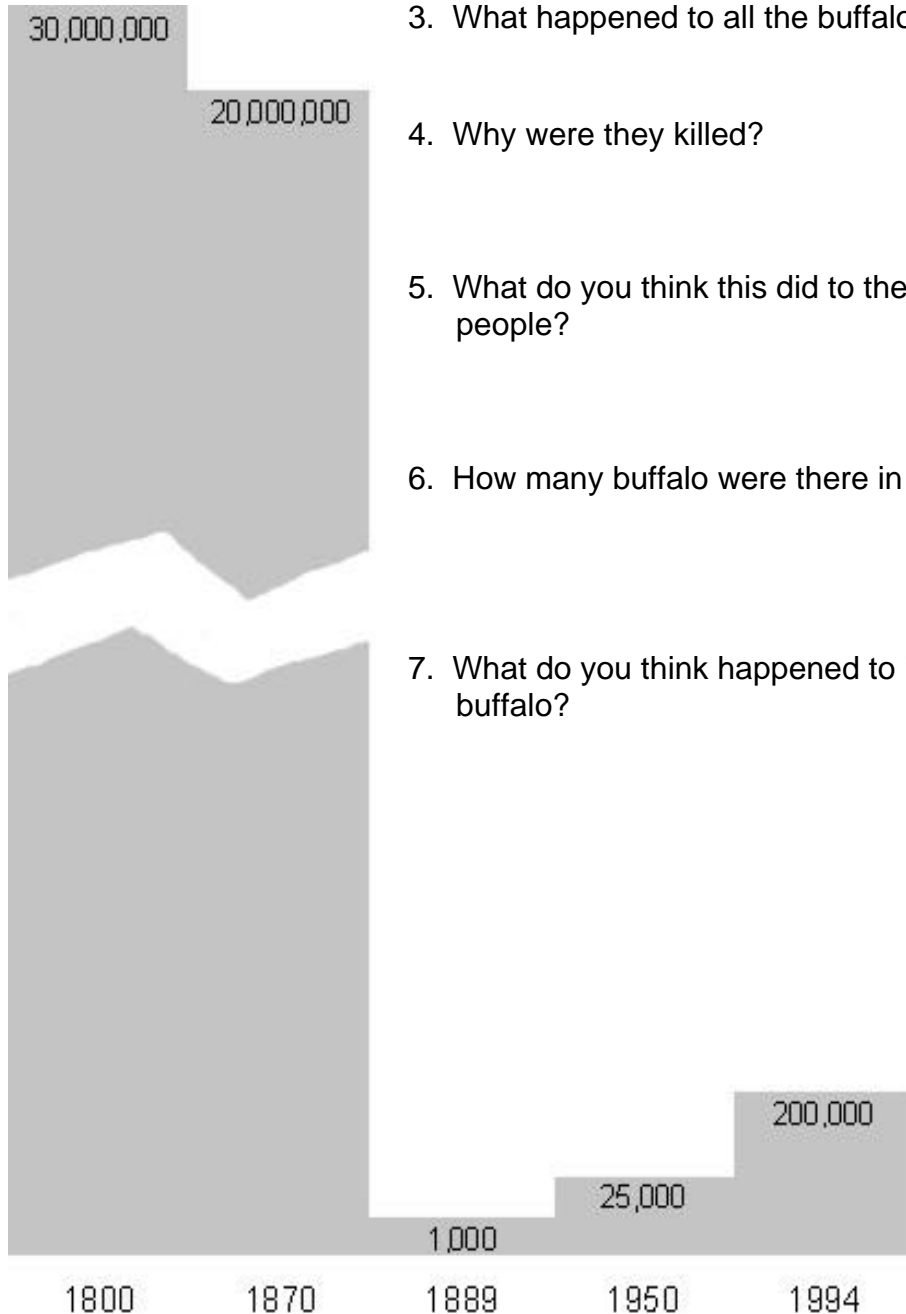 30,000,000
20,000,000
3. What happened to all the buffalo
4. Why were they killed?
5. What do you think this did to the
people?
6. How many buffalo were there in
7. What do you think happened to
buffalo?
200,000
25,000
1,000
1800 1870 1889 1950 1994